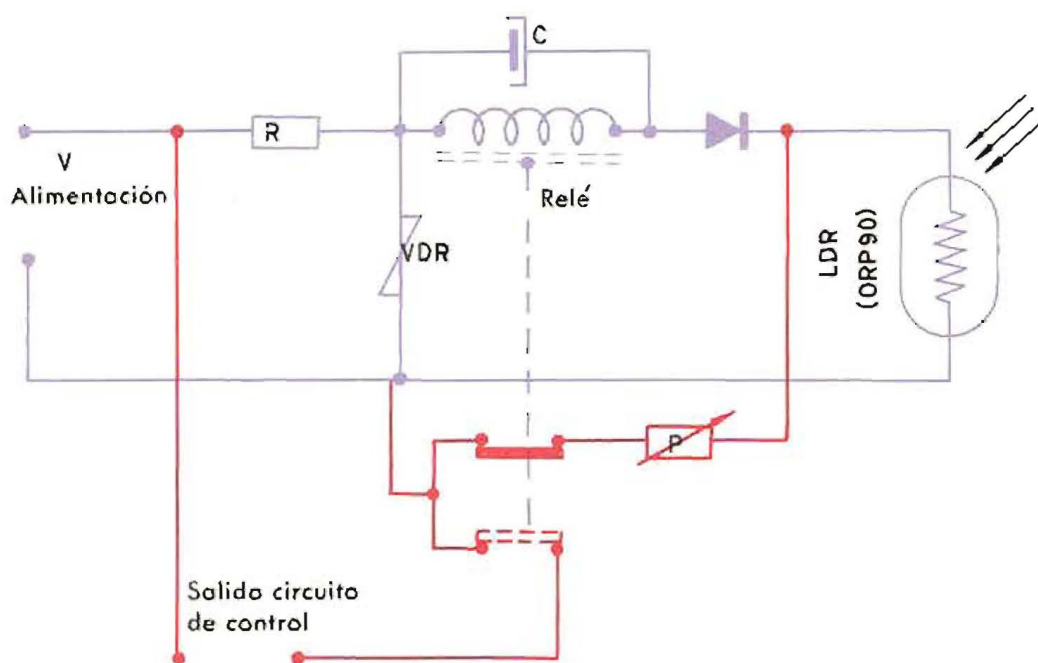 C
R
V
Alimentación
Relé
VDR
LDR
(ORP90)
P
Salida circuito
de control